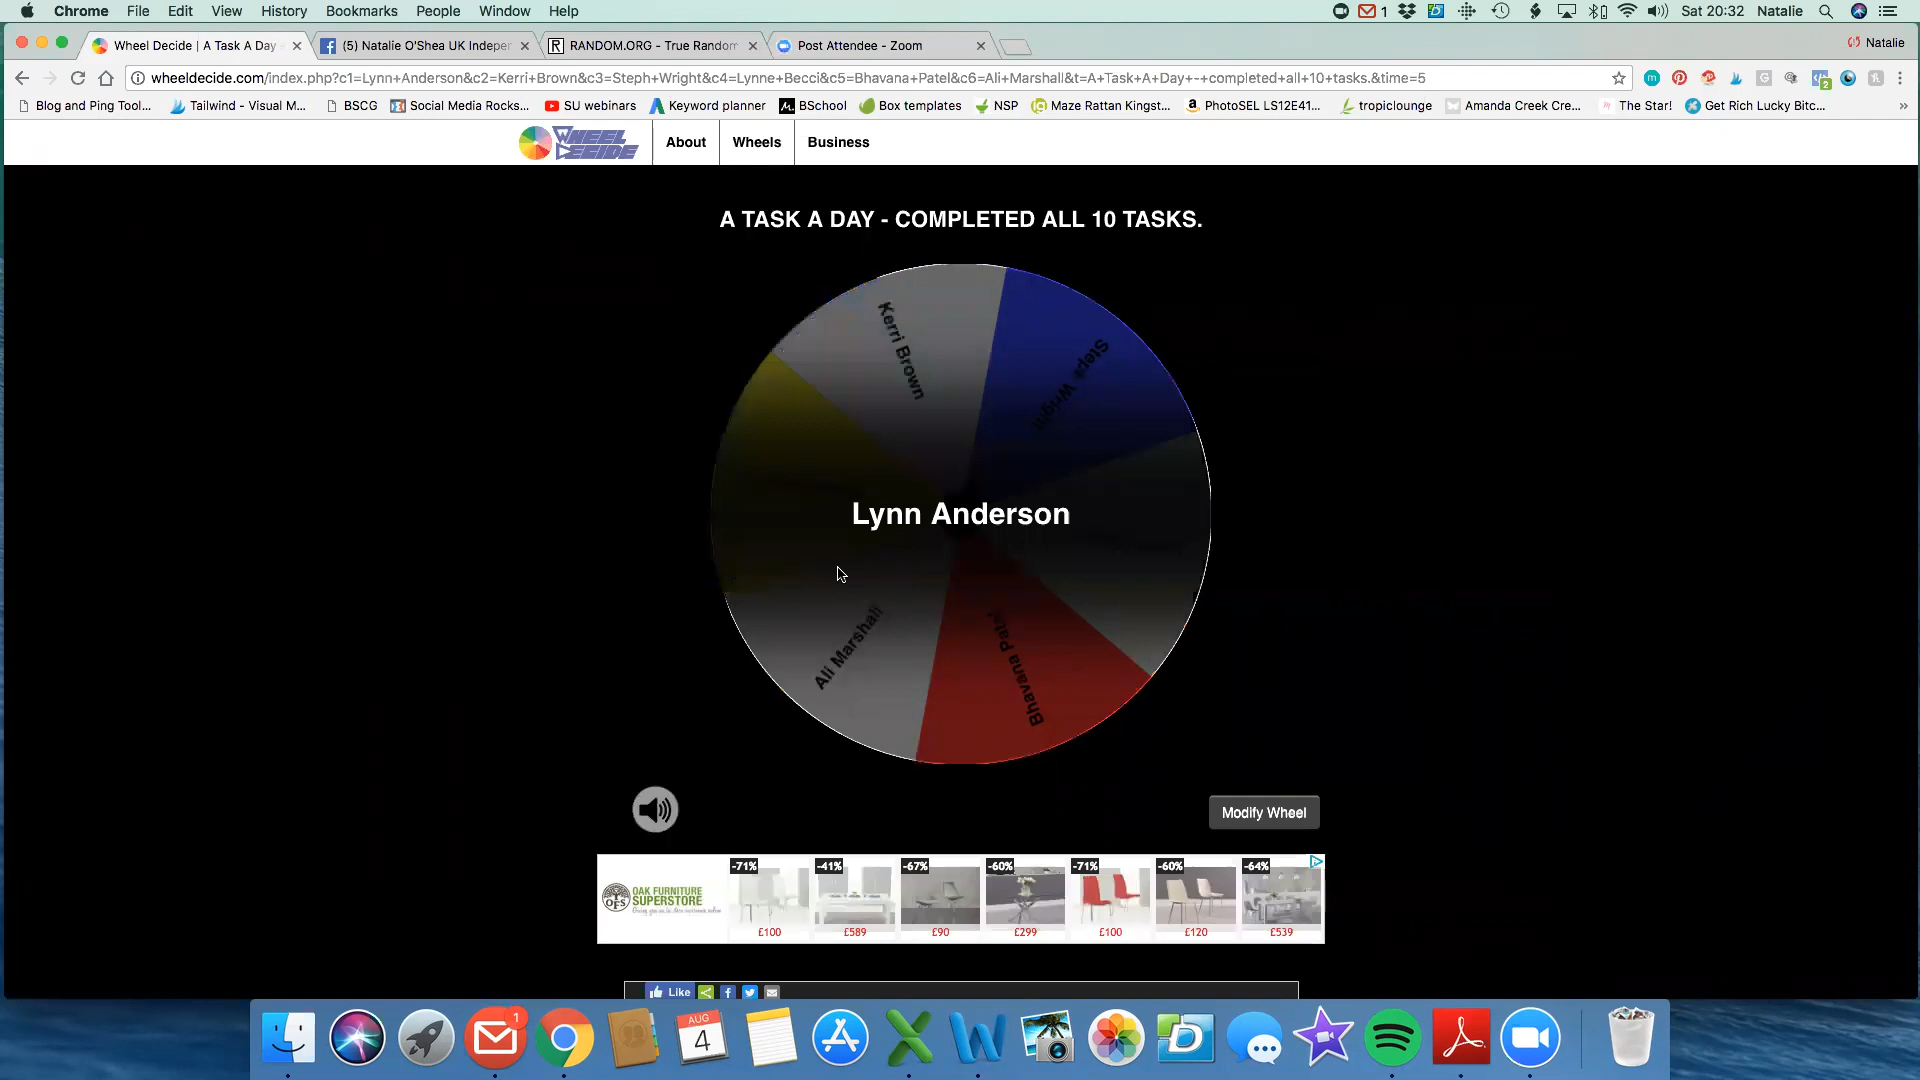 Chrome File Edit View History Bookmarks People Window Help 1 Sat 20:32 Natalie
Wheel Decide | A Task A Day - (5) Natalie O'Shea UK Indeper RANDOM.ORG - True Random Post Attendee - Zoom Natalie
wheeldecide.com/index.php?c1=Lynn+Anderson&c2=Kerri+Brown&c3=Steph+Wright&c4=Lynne+Becci&c5=Bhavana+Patel&c6=Ali+Marshall&t=A+Task+A+Day+-+completed+all+10+tasks.&time=5
Blog and Ping Tool... Tailwind - Visual M... BSCG Social Media Rocks... SU webinars Keyword planner BSchool Box templates NSP Maze Rattan Kingst... PhotoSEL LS12E41... tropiclounge Amanda Creek Cre... The Star! Get Rich Lucky Bitc... »
WHEEL DECIDE About Wheels Business
A TASK A DAY - COMPLETED ALL 10 TASKS.
Kerri Brown
Steph Wright
Lynn Anderson
Ali Marshall
Bhavana Patel
Modify Wheel
-71% -41% -67% -60% -71% -60% -64%
OFS OAK FURNITURE SUPERSTORE
£100 £589 £90 £299 £100 £120 £539
Like
1 AUG 4